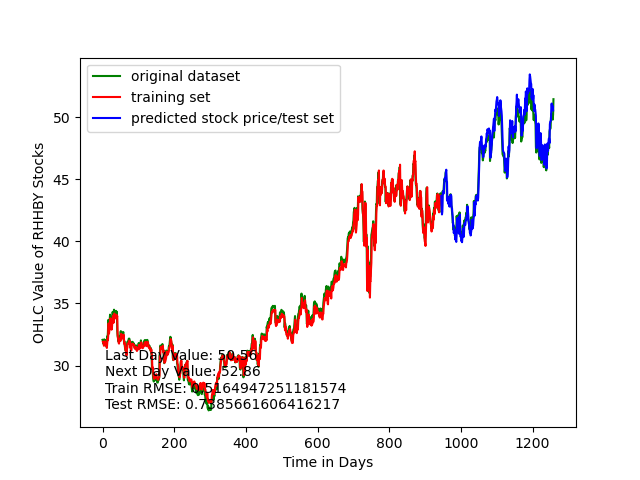 original dataset
training set
predicted stock price/test set
OHLC Value of RHHBY Stocks
50
45
40
35
30
Last Day Value: 50.56
Next Day Value: 52.86
Train RMSE: 0.5164947251181574
Test RMSE: 0.7385661606416217
0 200 400 600 800 1000 1200
Time in Days